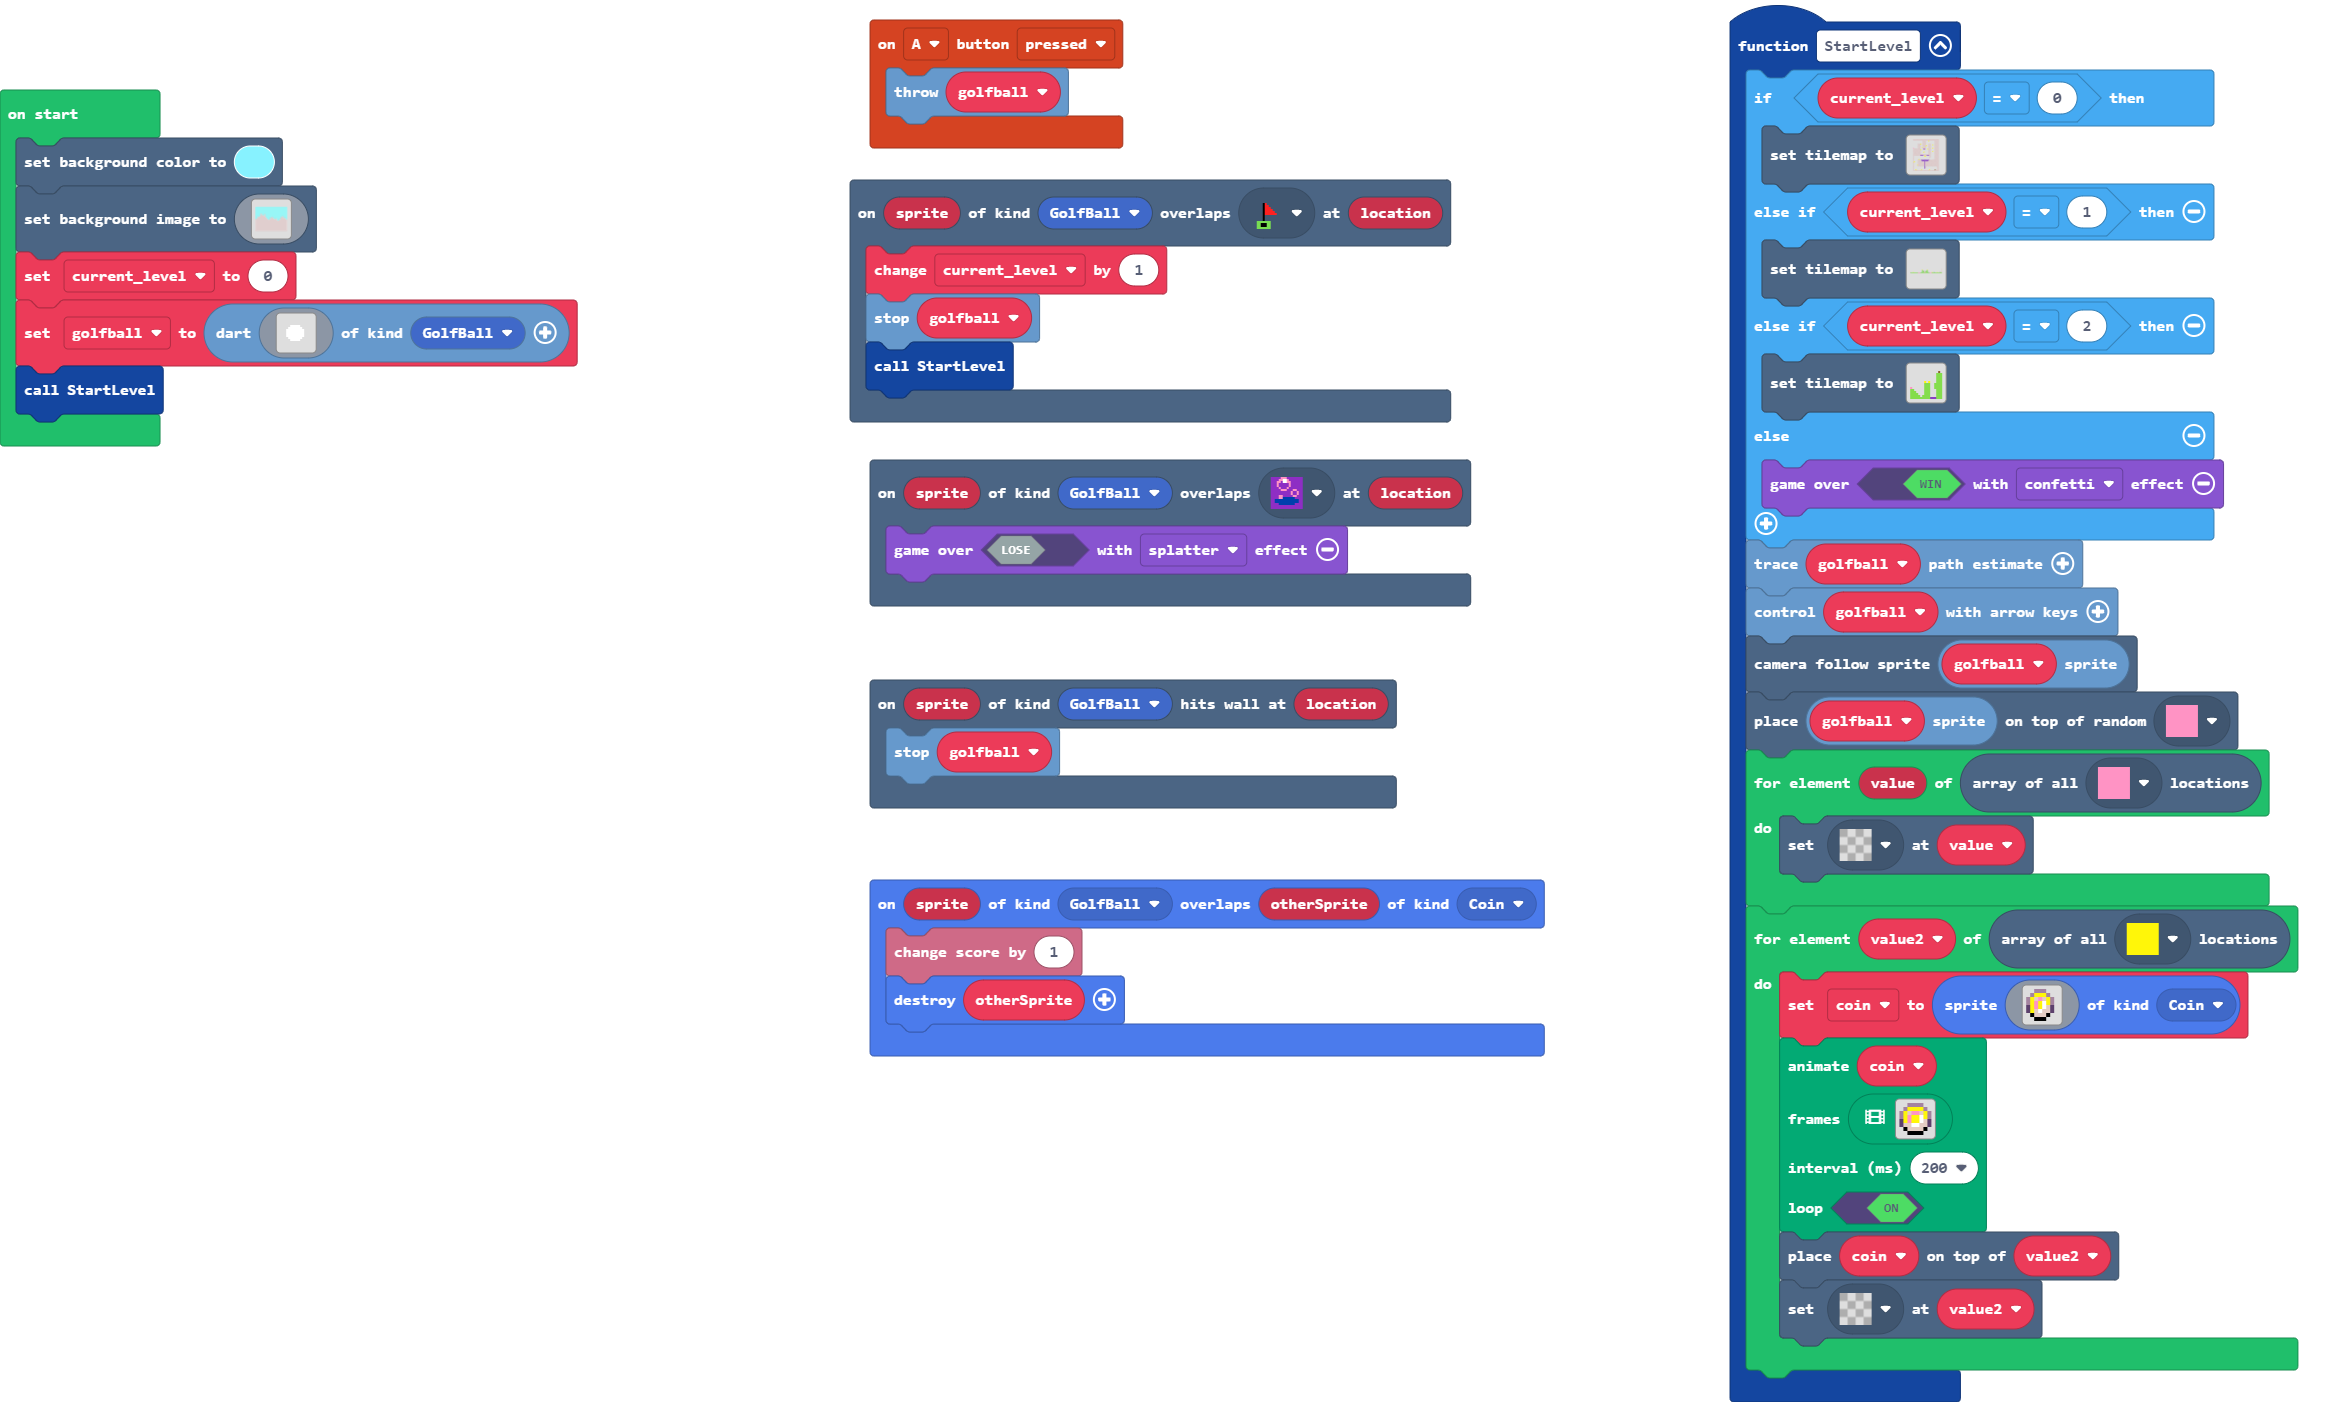 on start
set background color to
set background image to
set current_level to 0
set golfball to dart of kind GolfBall
call StartLevel
on A button pressed
throw golfball
on sprite of kind GolfBall overlaps at location
change current_level by 1
stop golfball
call StartLevel
on sprite of kind GolfBall overlaps at location
game over LOSE with splatter effect
on sprite of kind GolfBall hits wall at location
stop golfball
on sprite of kind GolfBall overlaps otherSprite of kind Coin
change score by 1
destroy otherSprite
function StartLevel
if current_level = 0 then
set tilemap to
else if current_level = 1 then
set tilemap to
else if current_level = 2 then
set tilemap to
else
game over WIN with confetti effect
trace golfball path estimate
control golfball with arrow keys
camera follow sprite golfball sprite
place golfball sprite on top of random
for element value of array of all locations
do
set at value
for element value2 of array of all locations
do
set coin to sprite of kind Coin
animate coin
frames
interval (ms) 200
loop ON
place coin on top of value2
set at value2